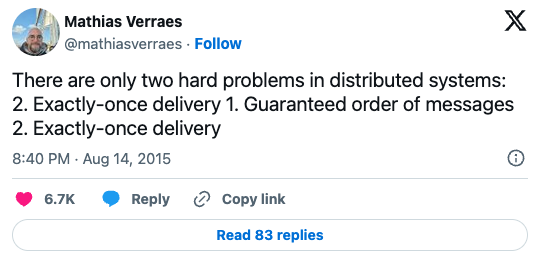 Mathias Verraes
@mathiasverraes · Follow
There are only two hard problems in distributed systems:
2. Exactly-once delivery 1. Guaranteed order of messages
2. Exactly-once delivery
8:40 PM · Aug 14, 2015
6.7K Reply Copy link
Read 83 replies